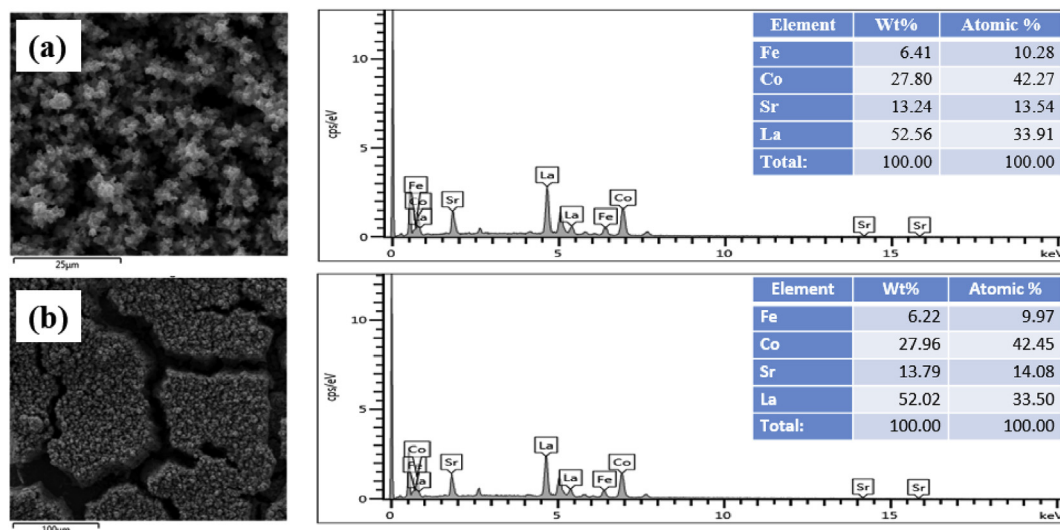 (a)
25µm
cps/eV
10
5
0
Fe
Co
La
Sr
La
La
Fe
Co
Sr
Sr
0
5
10
15
keV
Element Wt% Atomic %
Fe 6.41 10.28
Co 27.80 42.27
Sr 13.24 13.54
La 52.56 33.91
Total: 100.00 100.00
(b)
100µm
cps/eV
10
5
0
Co
Fe
La
Sr
La
La
Fe
Co
Sr
Sr
0
5
10
15
keV
Element Wt% Atomic %
Fe 6.22 9.97
Co 27.96 42.45
Sr 13.79 14.08
La 52.02 33.50
Total: 100.00 100.00